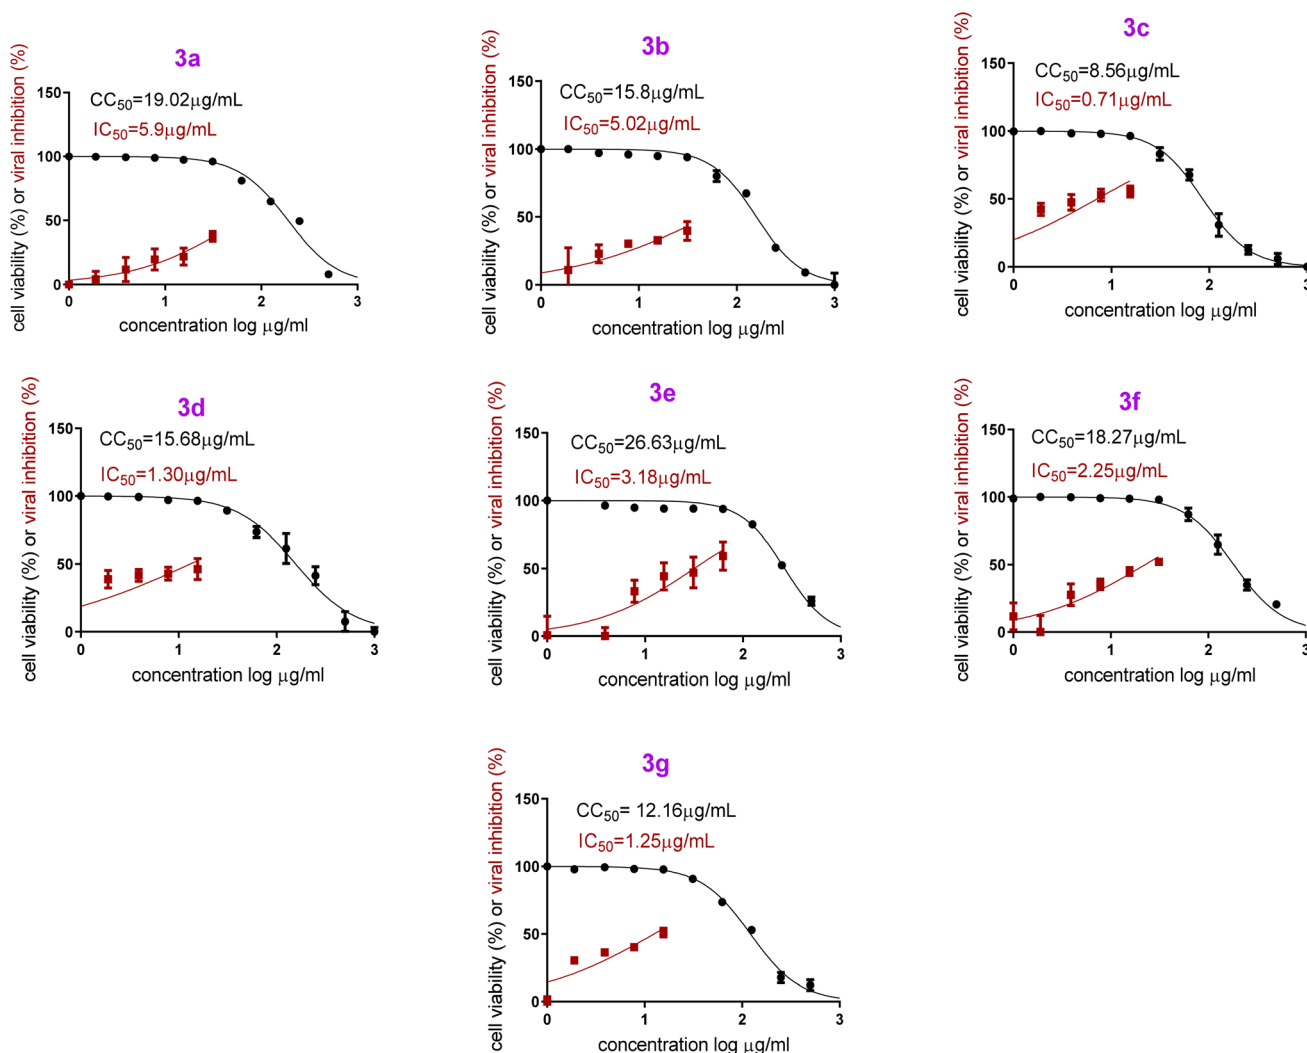 3a
cell viability (%) or viral inhibition (%)
CC50=19.02μg/mL
IC50=5.9μg/mL
150
100
50
0
0 1 2 3
concentration log μg/ml
3b
cell viability (%) or viral inhibition (%)
CC50=15.8μg/mL
IC50=5.02μg/mL
150
100
50
0
0 1 2 3
concentration log μg/ml
3c
cell viability (%) or viral inhibition (%)
CC50=8.56μg/mL
IC50=0.71μg/mL
150
100
50
0
0 1 2 3
concentration log μg/ml
3d
cell viability (%) or viral inhibition (%)
CC50=15.68μg/mL
IC50=1.30μg/mL
150
100
50
0
0 1 2 3
concentration log μg/ml
3e
cell viability (%) or viral inhibition (%)
CC50=26.63μg/mL
IC50=3.18μg/mL
150
100
50
0
0 1 2 3
concentration log μg/ml
3f
cell viability (%) or viral inhibition (%)
CC50=18.27μg/mL
IC50=2.25μg/mL
150
100
50
0
0 1 2 3
concentration log μg/ml
3g
cell viability (%) or viral inhibition (%)
CC50= 12.16μg/mL
IC50=1.25μg/mL
150
100
50
0
0 1 2 3
concentration log μg/ml